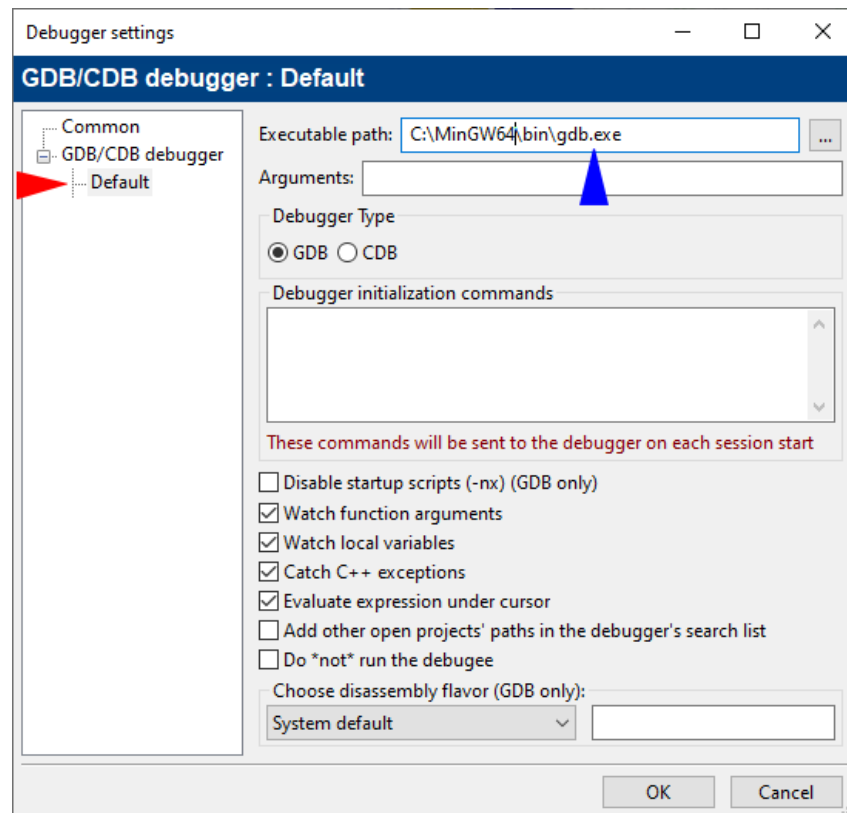 Debugger settings
GDB/CDB debugger : Default
Common
GDB/CDB debugger
Default
Executable path: C:\MinGW64\bin\gdb.exe ...
Arguments:
Debugger Type
GDB CDB
Debugger initialization commands
These commands will be sent to the debugger on each session start
Disable startup scripts (-nx) (GDB only)
Watch function arguments
Watch local variables
Catch C++ exceptions
Evaluate expression under cursor
Add other open projects' paths in the debugger's search list
Do *not* run the debugee
Choose disassembly flavor (GDB only):
System default
OK Cancel